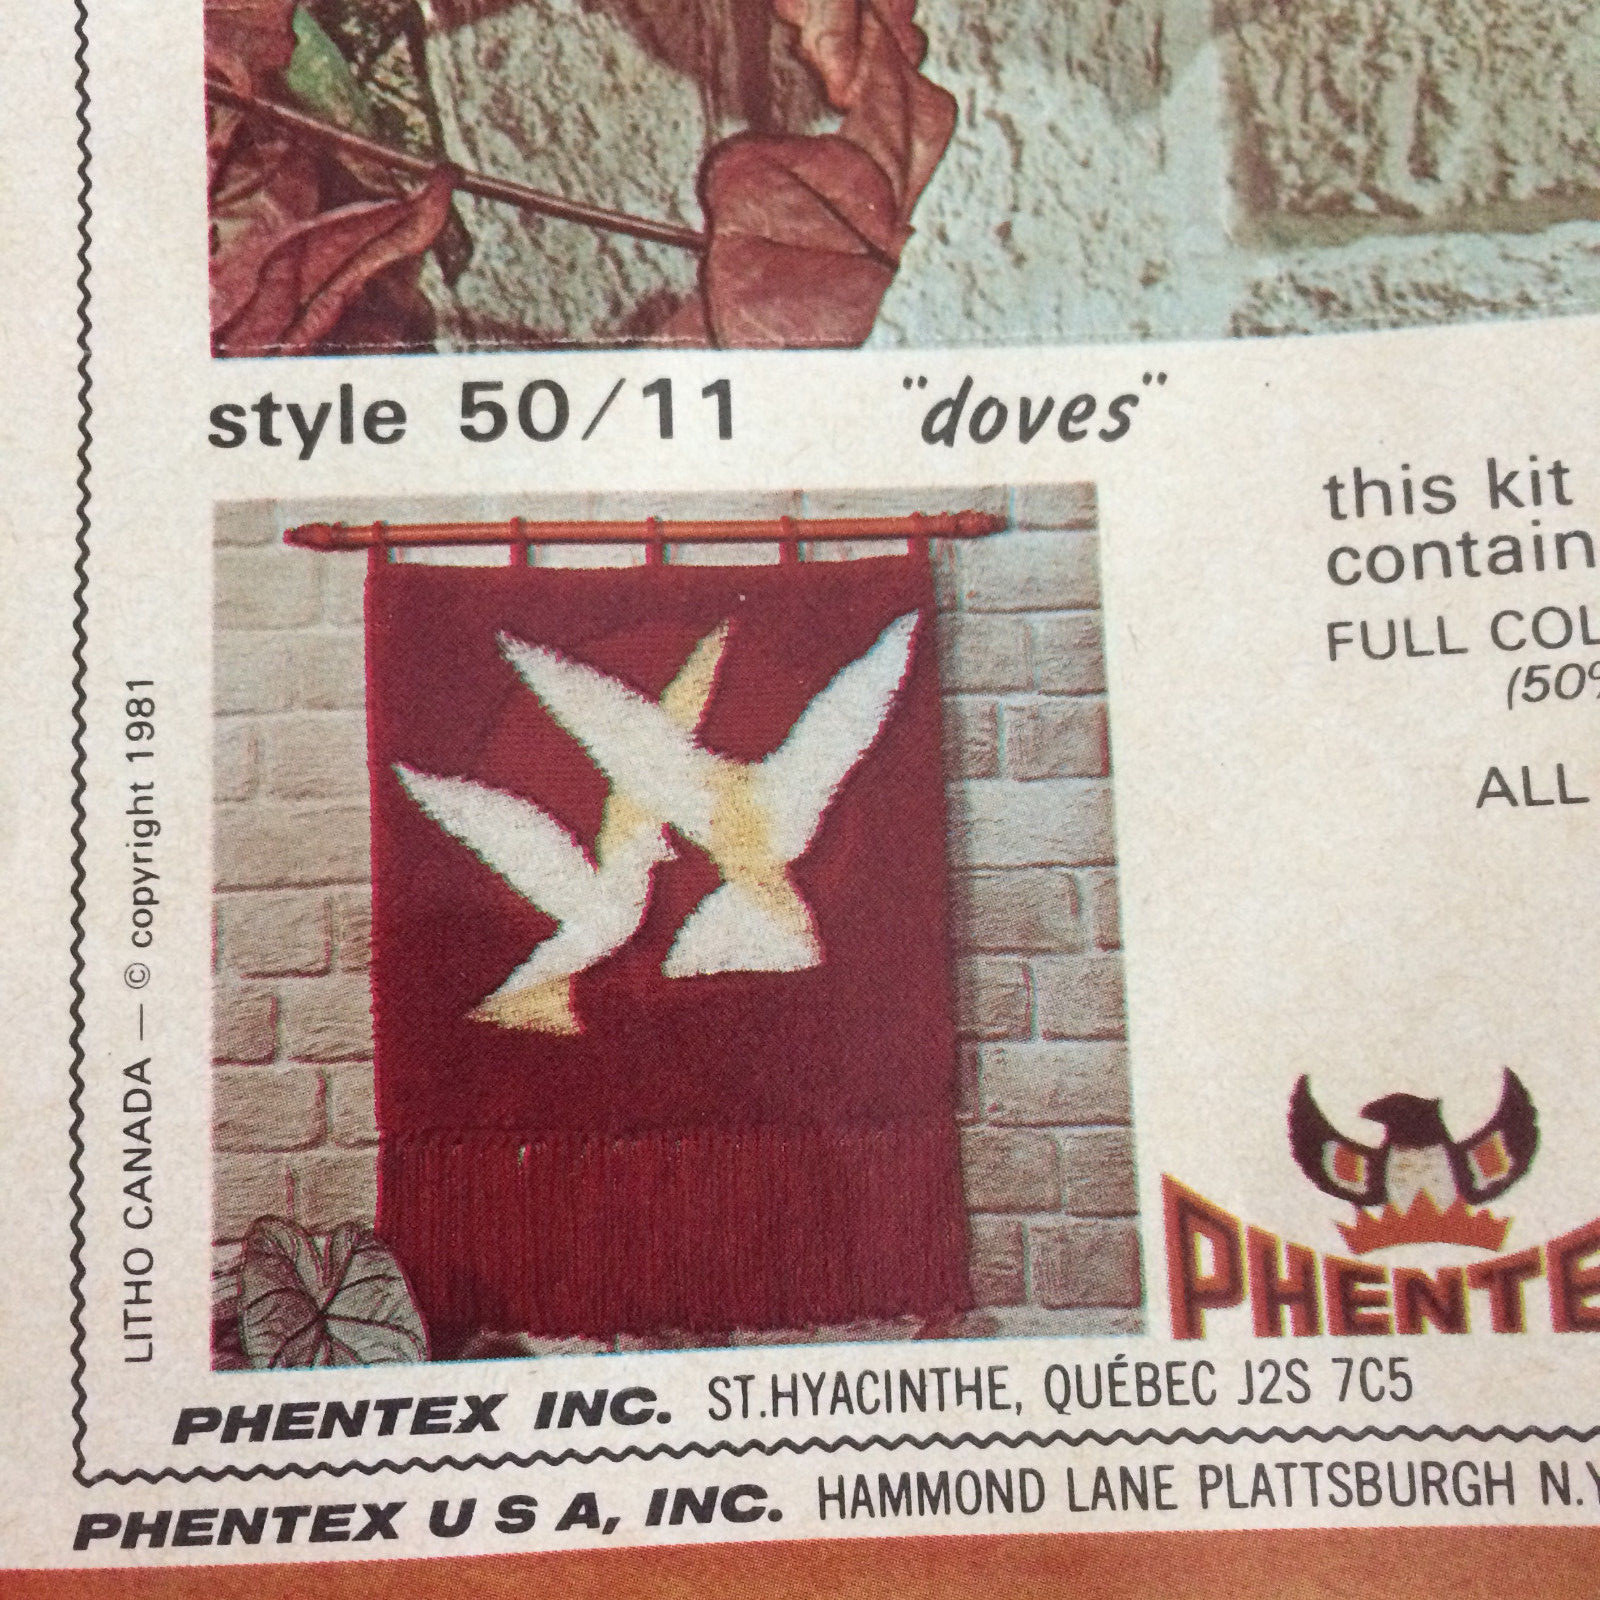 style 50/11 "doves"
this kit
contain
FULL COL
(50%
ALL
LITHO CANADA — © copyright 1981
PHENTE
PHENTEX INC. ST.HYACINTHE, QUÉBEC J2S 7C5
PHENTEX U S A, INC. HAMMOND LANE PLATTSBURGH N.Y